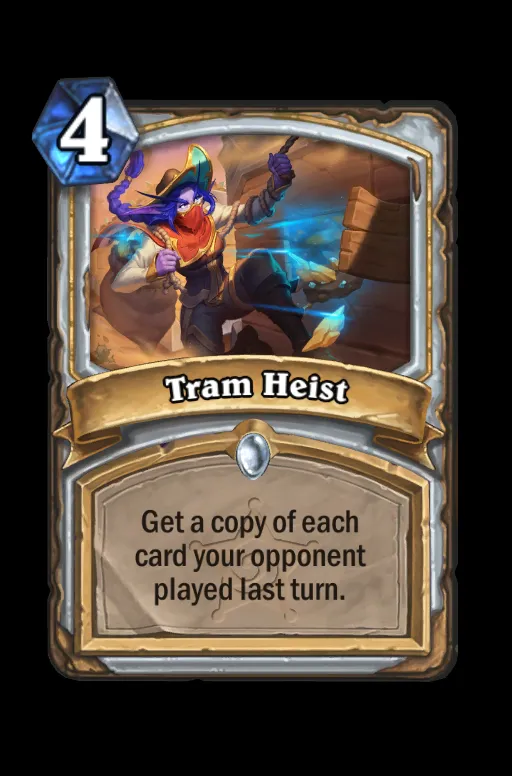 4
Tram Heist
Get a copy of each
card your opponent
played last turn.